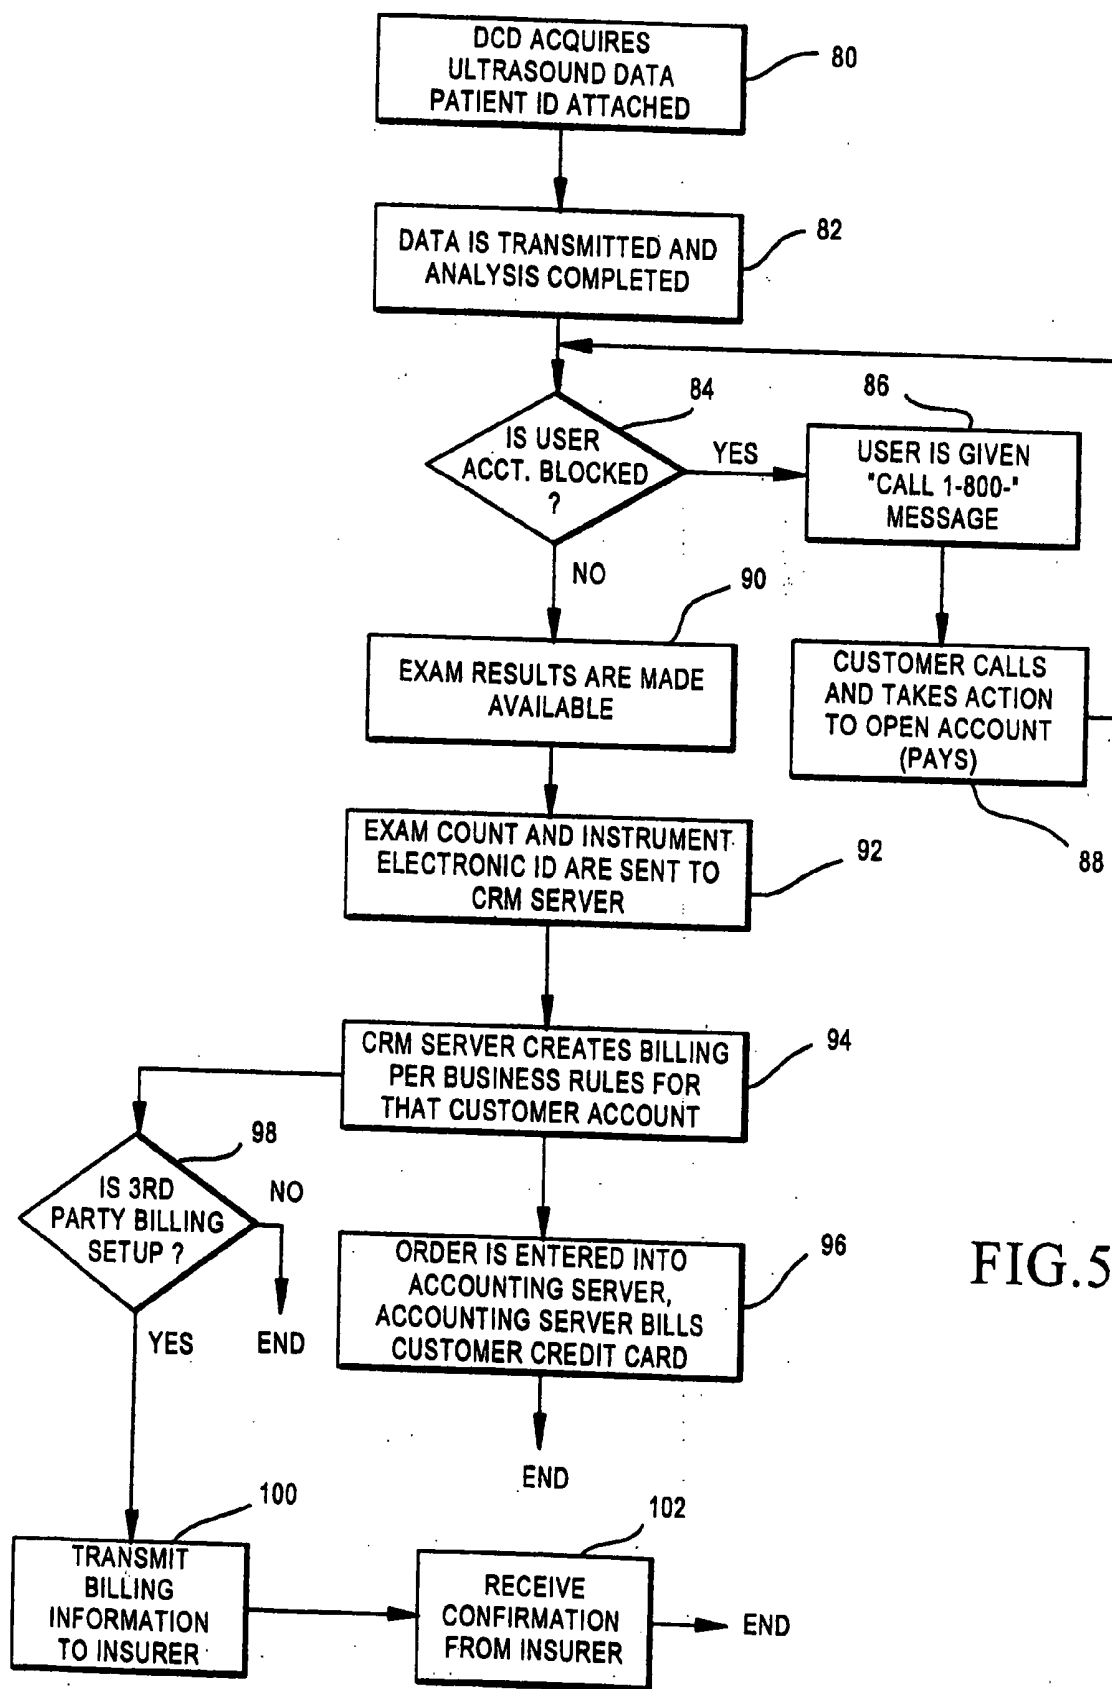 DCD ACQUIRES
ULTRASOUND DATA
PATIENT ID ATTACHED
80
DATA IS TRANSMITTED AND
ANALYSIS COMPLETED
82
IS USER
ACCT. BLOCKED
?
84
YES
NO
86
USER IS GIVEN
"CALL 1-800-"
MESSAGE
CUSTOMER CALLS
AND TAKES ACTION
TO OPEN ACCOUNT
(PAYS)
88
90
EXAM RESULTS ARE MADE
AVAILABLE
EXAM COUNT AND INSTRUMENT
ELECTRONIC ID ARE SENT TO
CRM SERVER
92
CRM SERVER CREATES BILLING
PER BUSINESS RULES FOR
THAT CUSTOMER ACCOUNT
94
98
IS 3RD
PARTY BILLING
SETUP ?
NO
END
YES
ORDER IS ENTERED INTO
ACCOUNTING SERVER,
ACCOUNTING SERVER BILLS
CUSTOMER CREDIT CARD
96
END
FIG.5
100
TRANSMIT
BILLING
INFORMATION
TO INSURER
102
RECEIVE
CONFIRMATION
FROM INSURER
END